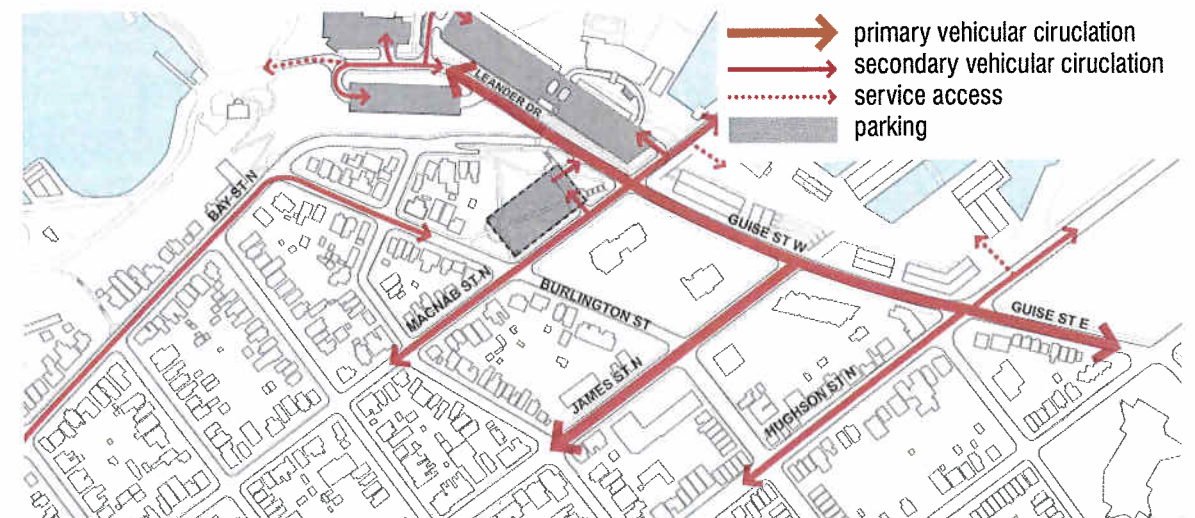 primary vehicular ciruclation
secondary vehicular ciruclation
service access
parking
LEANDER DR
BAY ST N
GUISE ST W
MACNAB ST N
BURLINGTON ST
GUISE ST E
JAMES ST N
HUGHSON ST N